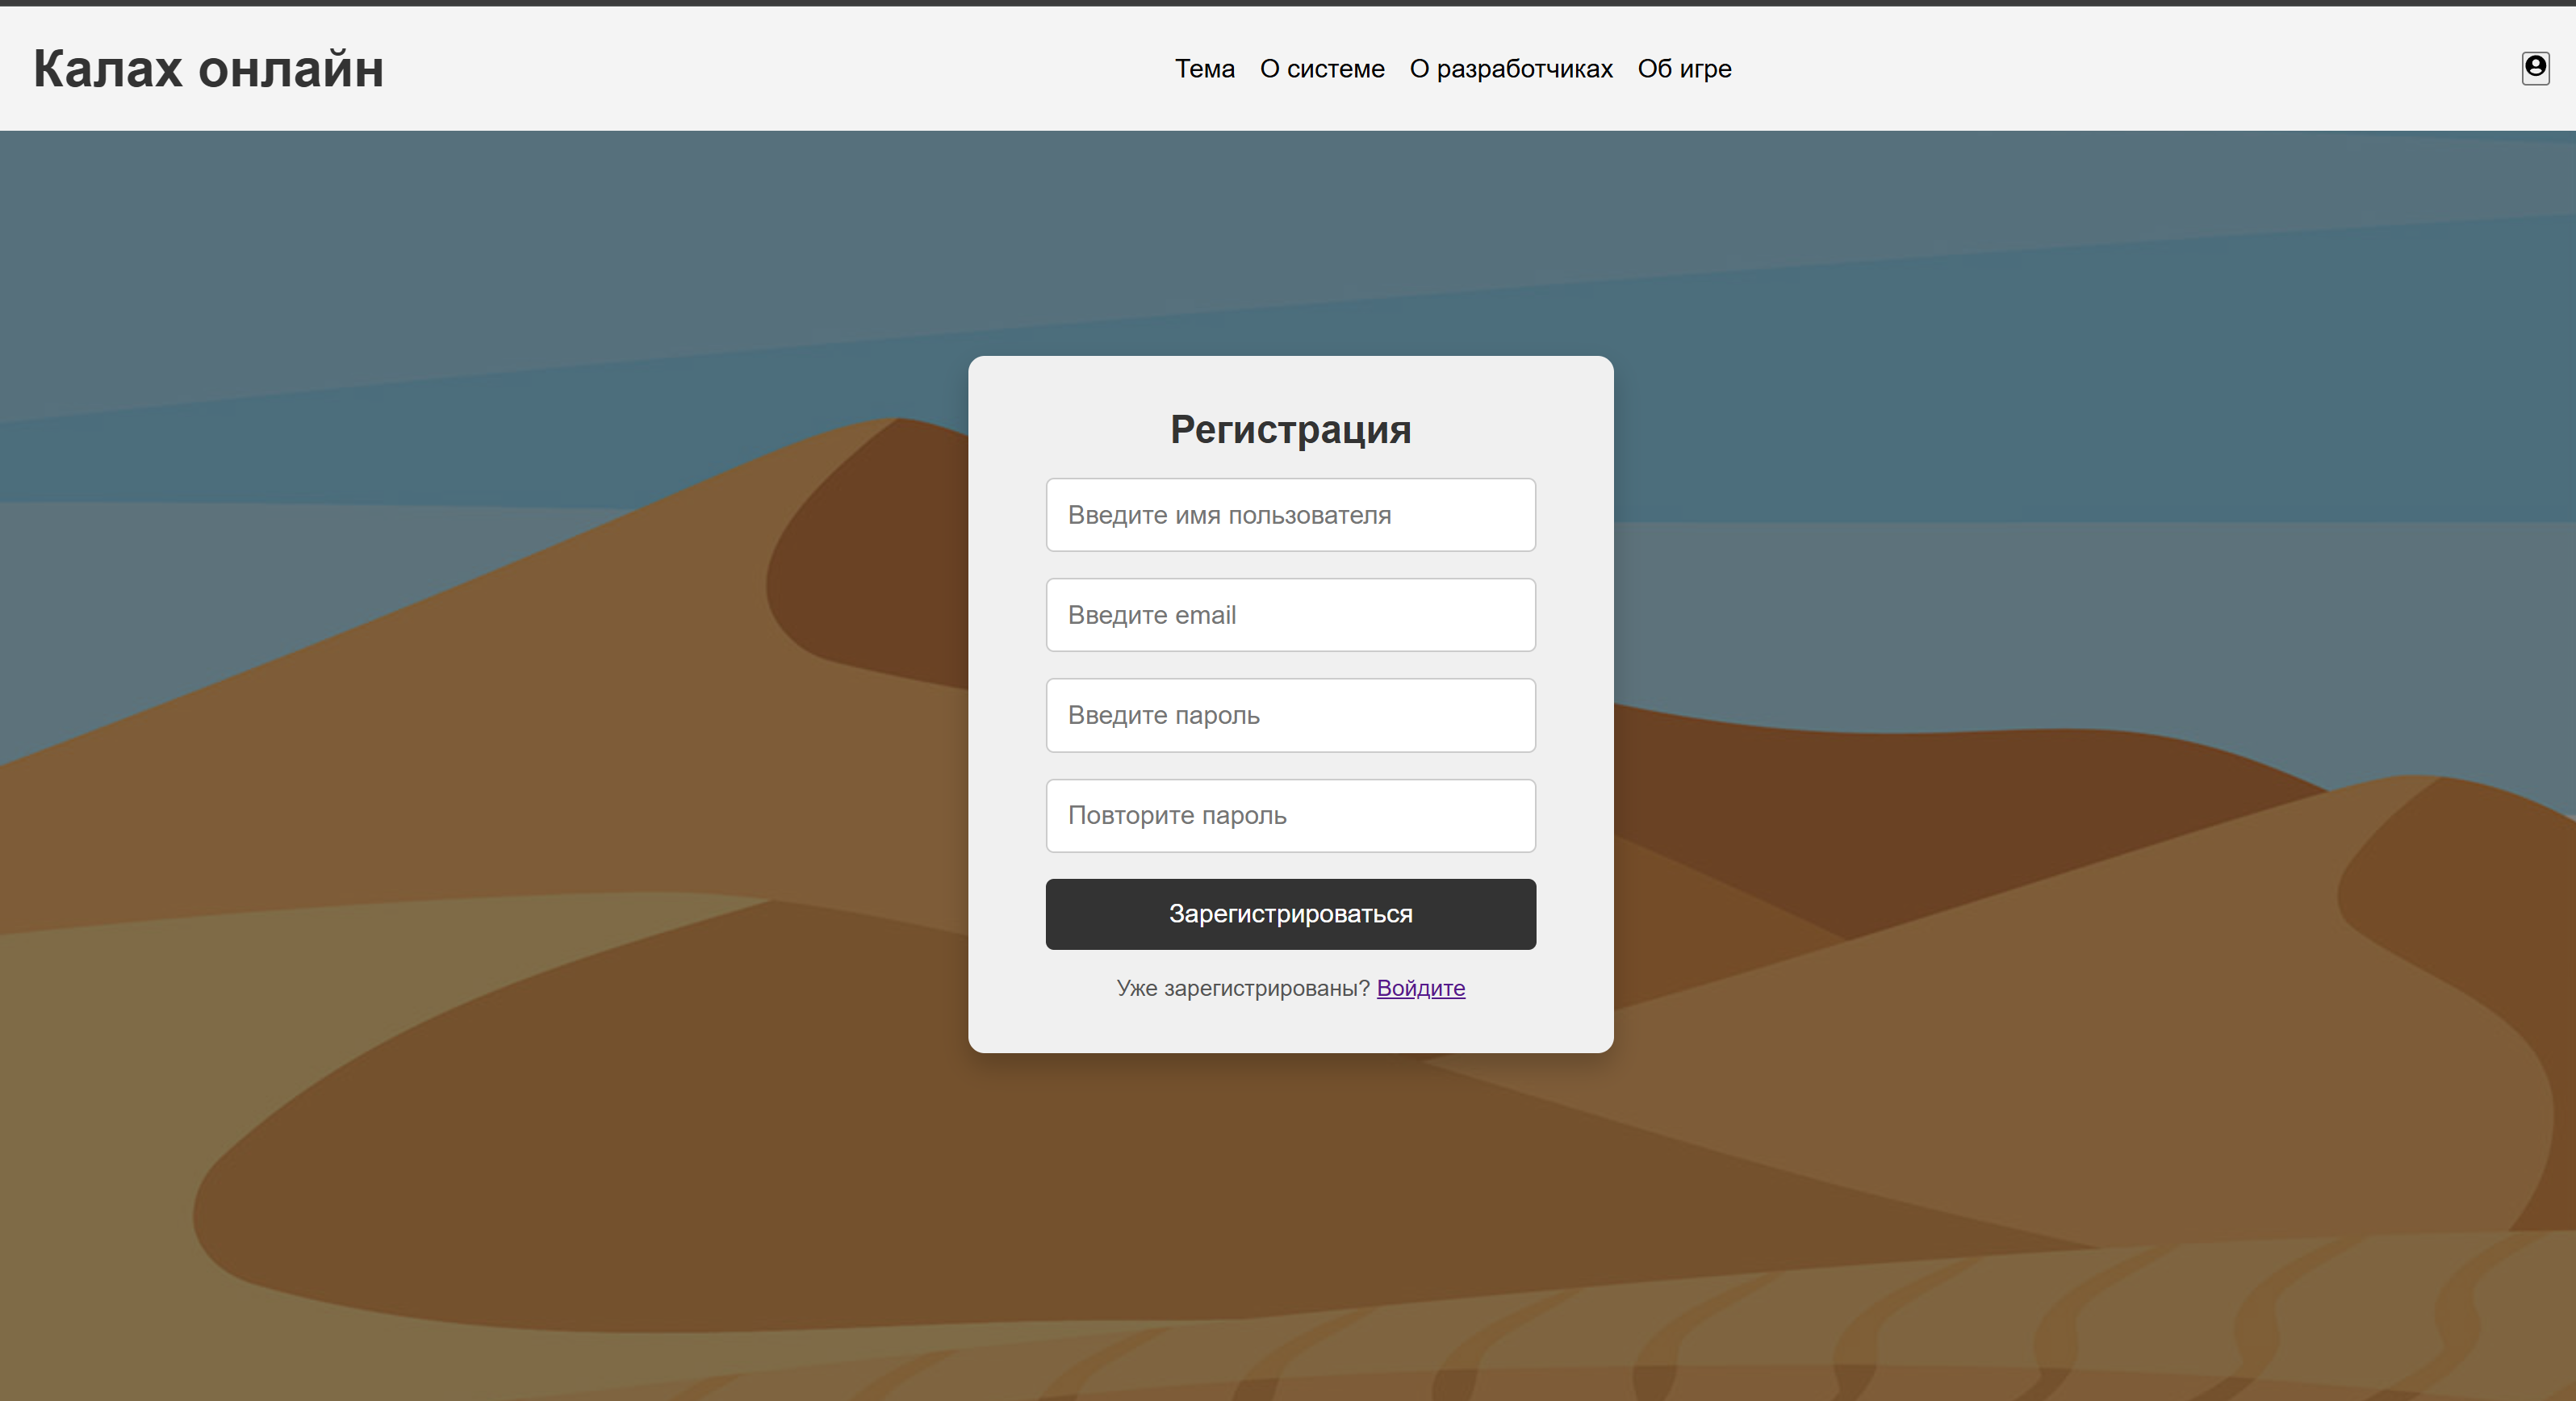 Калах онлайн
Тема О системе О разработчиках Об игре
Регистрация
Введите имя пользователя
Введите email
Введите пароль
Повторите пароль
Зарегистрироваться
Уже зарегистрированы? Войдите